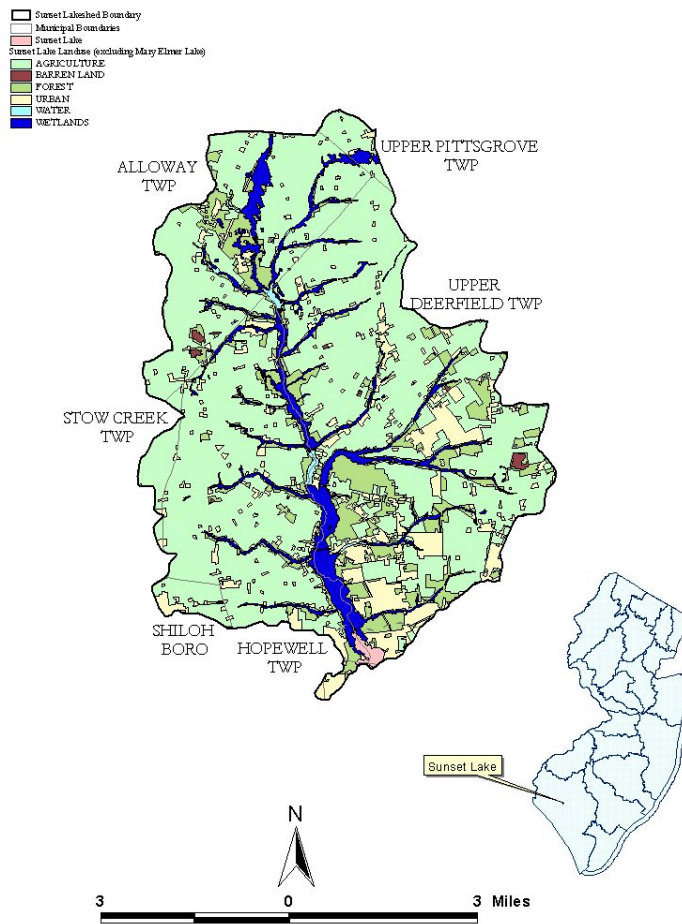 Sunset Lakeshed Boundary
Municipal Boundaries
Sunset Lake
Sunset Lake Landuse (excluding Mary Elmer Lake)
AGRICULTURE
BARREN LAND
FOREST
URBAN
WATER
WETLANDS
ALLOWAY
TWP
UPPER PITTSGROVE
TWP
UPPER
DEERFIELD TWP
STOW CREEK
TWP
SHILOH
BORO
HOPEWELL
TWP
Sunset Lake
N
3 0 3 Miles